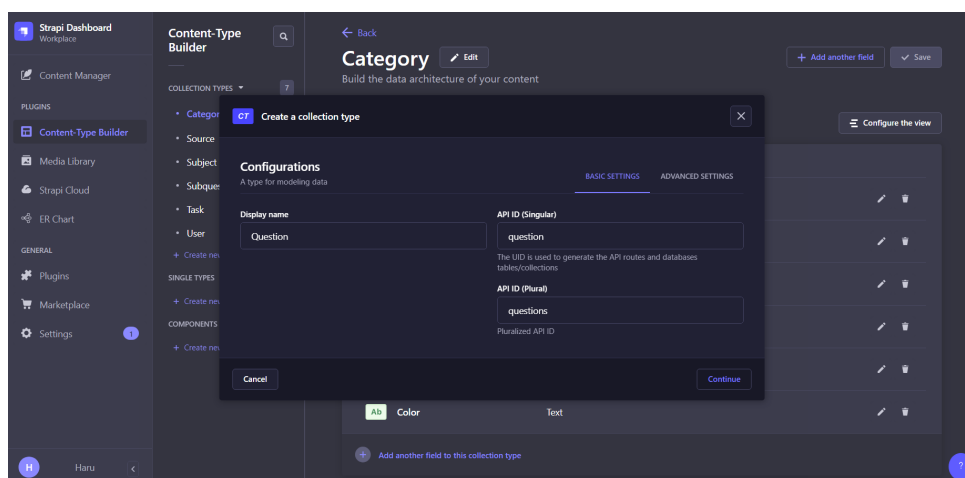 Strapi Dashboard
Workplace
Content Manager
PLUGINS
Content-Type Builder
Media Library
Strapi Cloud
ER Chart
GENERAL
Plugins
Marketplace
Settings
1
H
Haru
Content-Type
Builder
COLLECTION TYPES
7
Categor
Source
Subject
Subques
Task
User
+ Create new
SINGLE TYPES
+ Create new
COMPONENTS
+ Create new
Back
Category
Edit
+ Add another field
Save
Build the data architecture of your content
Configure the view
CT
Create a collection type
Configurations
A type for modeling data
BASIC SETTINGS
ADVANCED SETTINGS
Display name
Question
API ID (Singular)
question
The UID is used to generate the API routes and databases
tables/collections
API ID (Plural)
questions
Pluralized API ID
Cancel
Continue
Ab
Color
Text
Add another field to this collection type
?